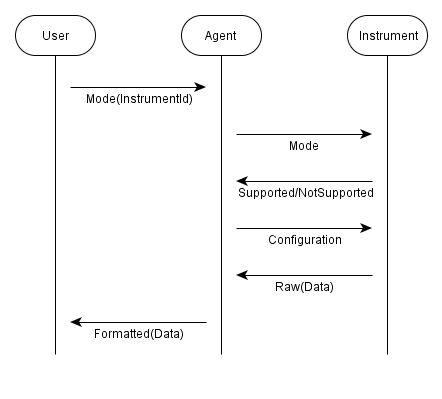 User
Agent
Instrument
Mode(InstrumentId)
Mode
Supported/NotSupported
Configuration
Raw(Data)
Formatted(Data)